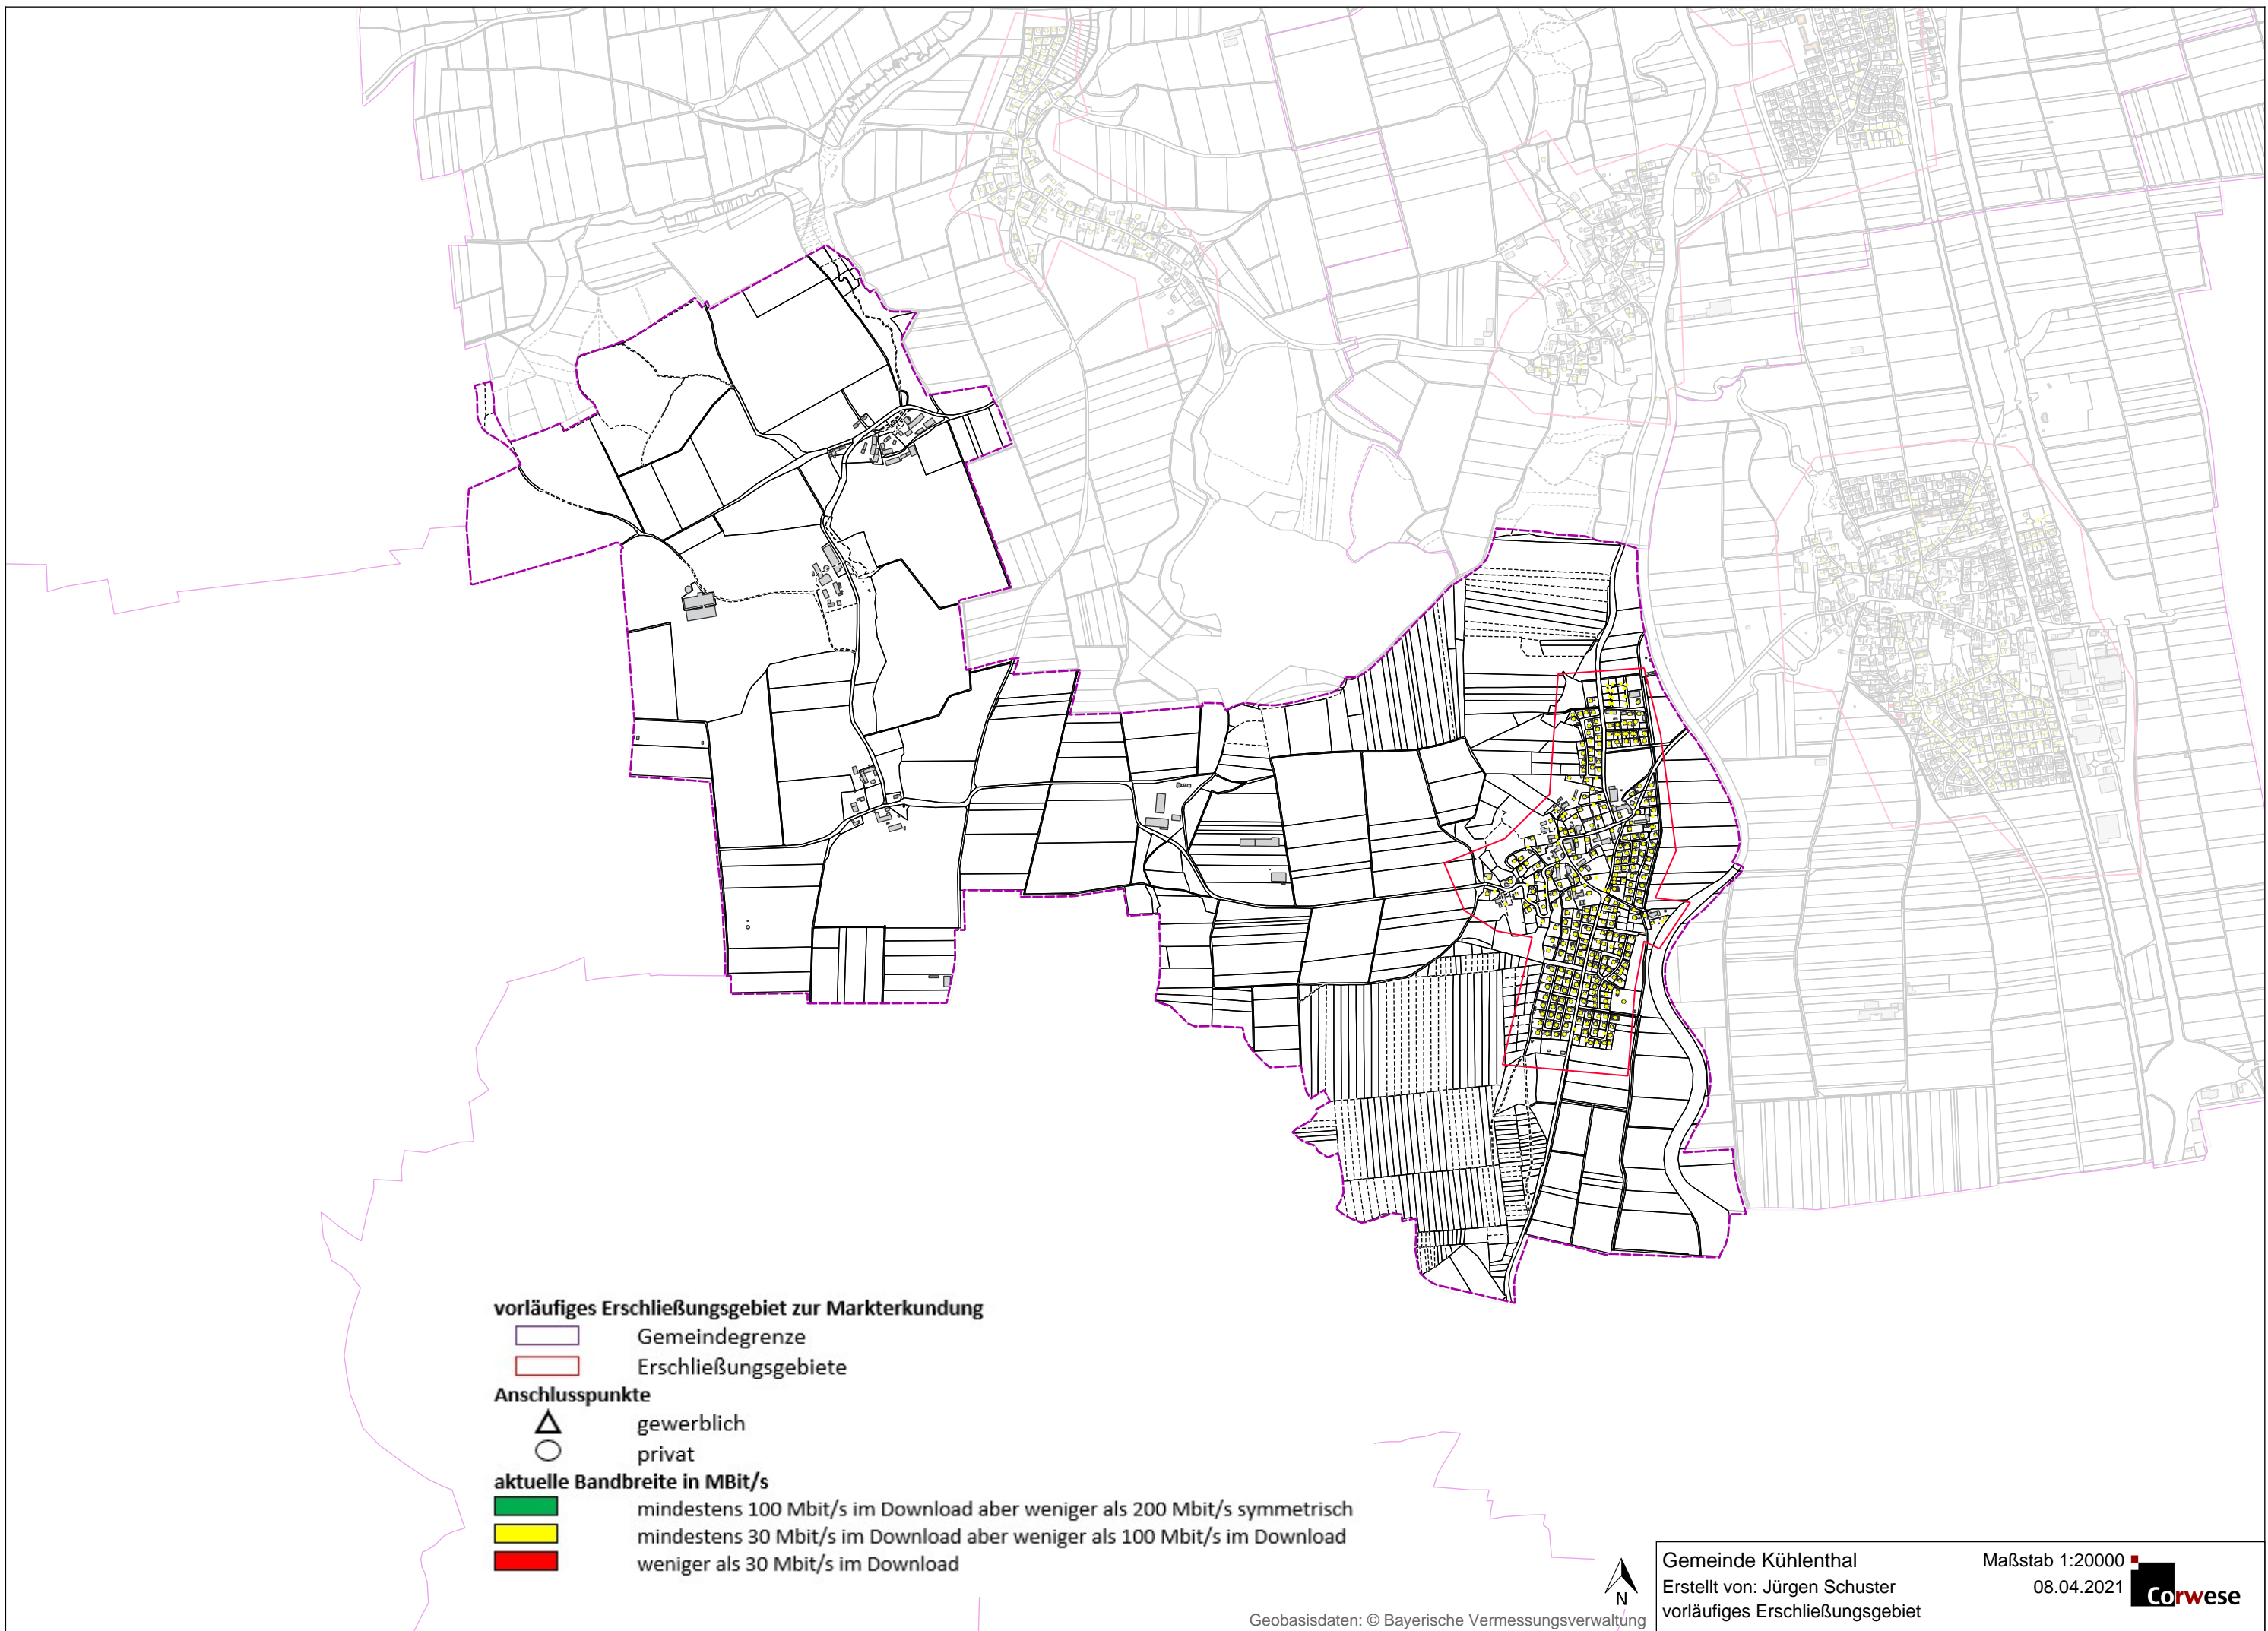 vorläufiges Erschließungsgebiet zur Markterkundung
Gemeindegrenze
Erschließungsgebiete
Anschlusspunkte
gewerblich
privat
aktuelle Bandbreite in MBit/s
mindestens 100 Mbit/s im Download aber weniger als 200 Mbit/s symmetrisch
mindestens 30 Mbit/s im Download aber weniger als 100 Mbit/s im Download
weniger als 30 Mbit/s im Download
N
Geobasisdaten: © Bayerische Vermessungsverwaltung
Gemeinde Kühlenthal
Erstellt von: Jürgen Schuster
vorläufiges Erschließungsgebiet
Maßstab 1:20000
08.04.2021
Corwese